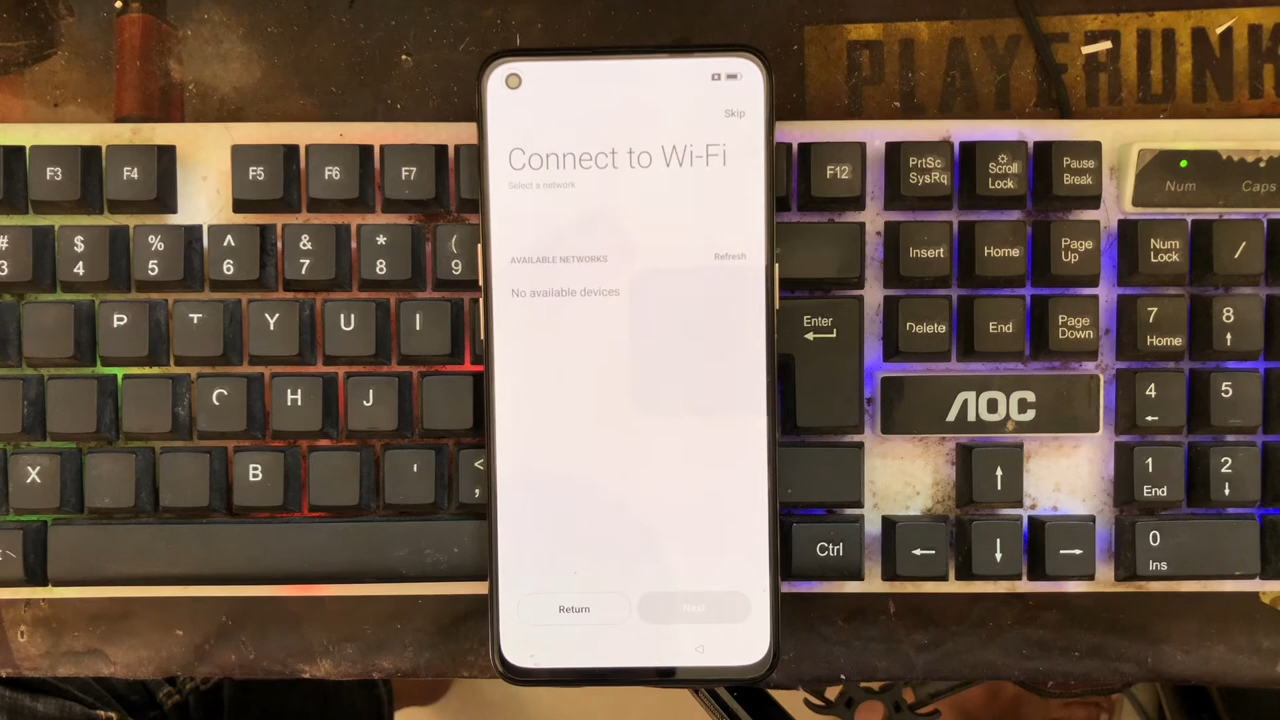 PLAYERUNK
Skip
Connect to Wi-Fi
Select a network
AVAILABLE NETWORKS
Refresh
No available devices
Return
Next
F3
F4
F5
F6
F7
F12
PrtSc
SysRq
Scroll
Lock
Pause
Break
Num
Caps
#
3
$
4
%
5
^
6
&
7
*
8
(
9
Insert
Home
Page
Up
Num
Lock
/
Y
U
I
Enter
Delete
End
Page
Down
7
Home
8
H
J
AOC
4
5
X
B
<
,
1
End
2
Ctrl
0
Ins